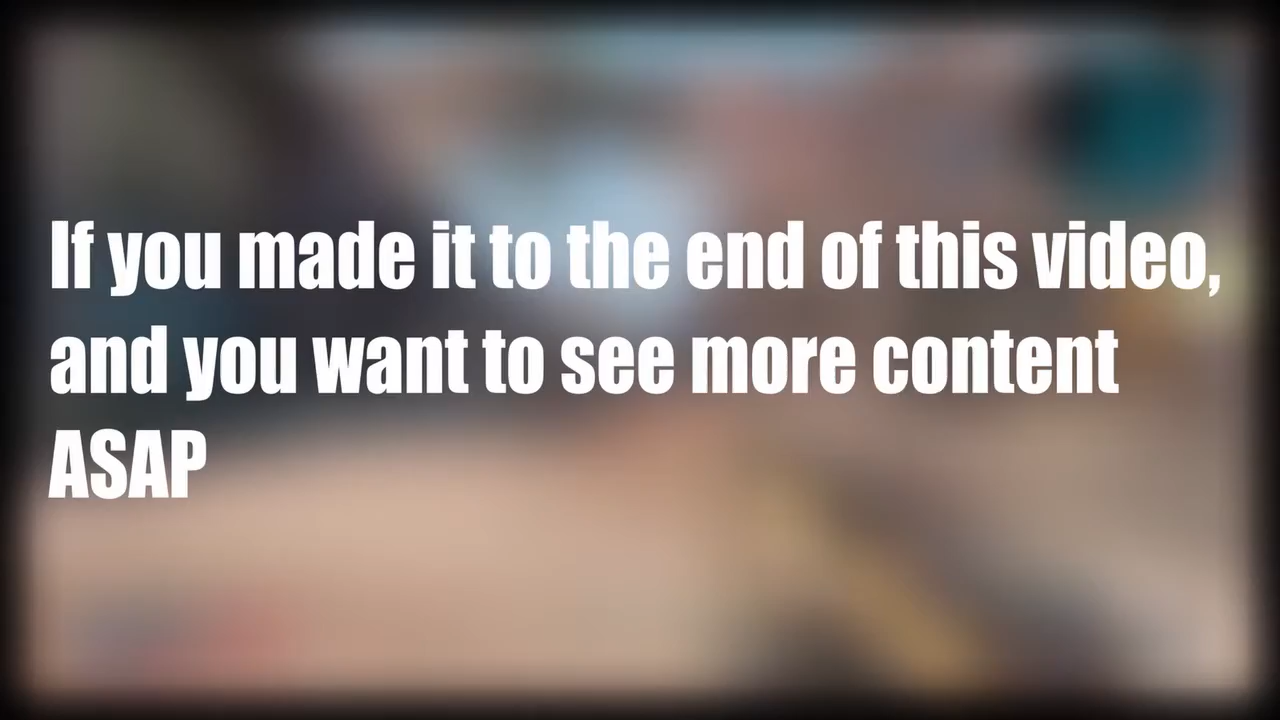 If you made it to the end of this video,
and you want to see more content
ASAP